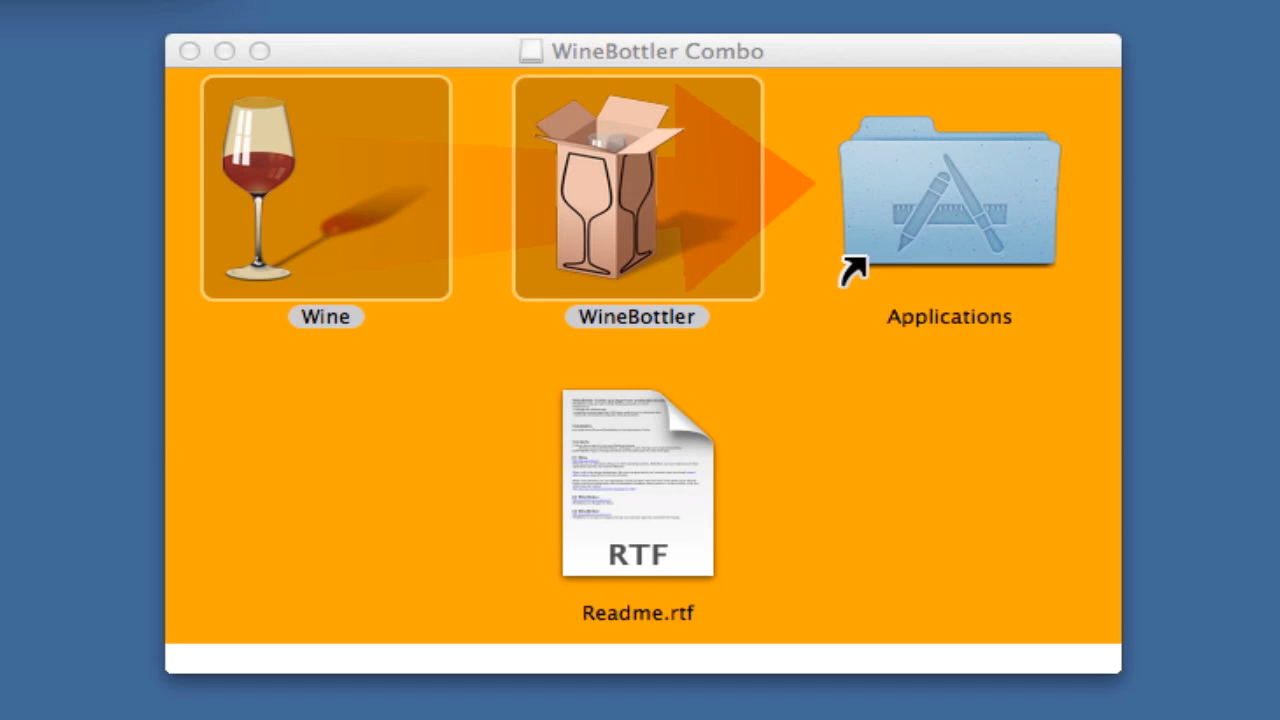 WineBottler Combo
Wine
WineBottler
Applications
RTF
Readme.rtf